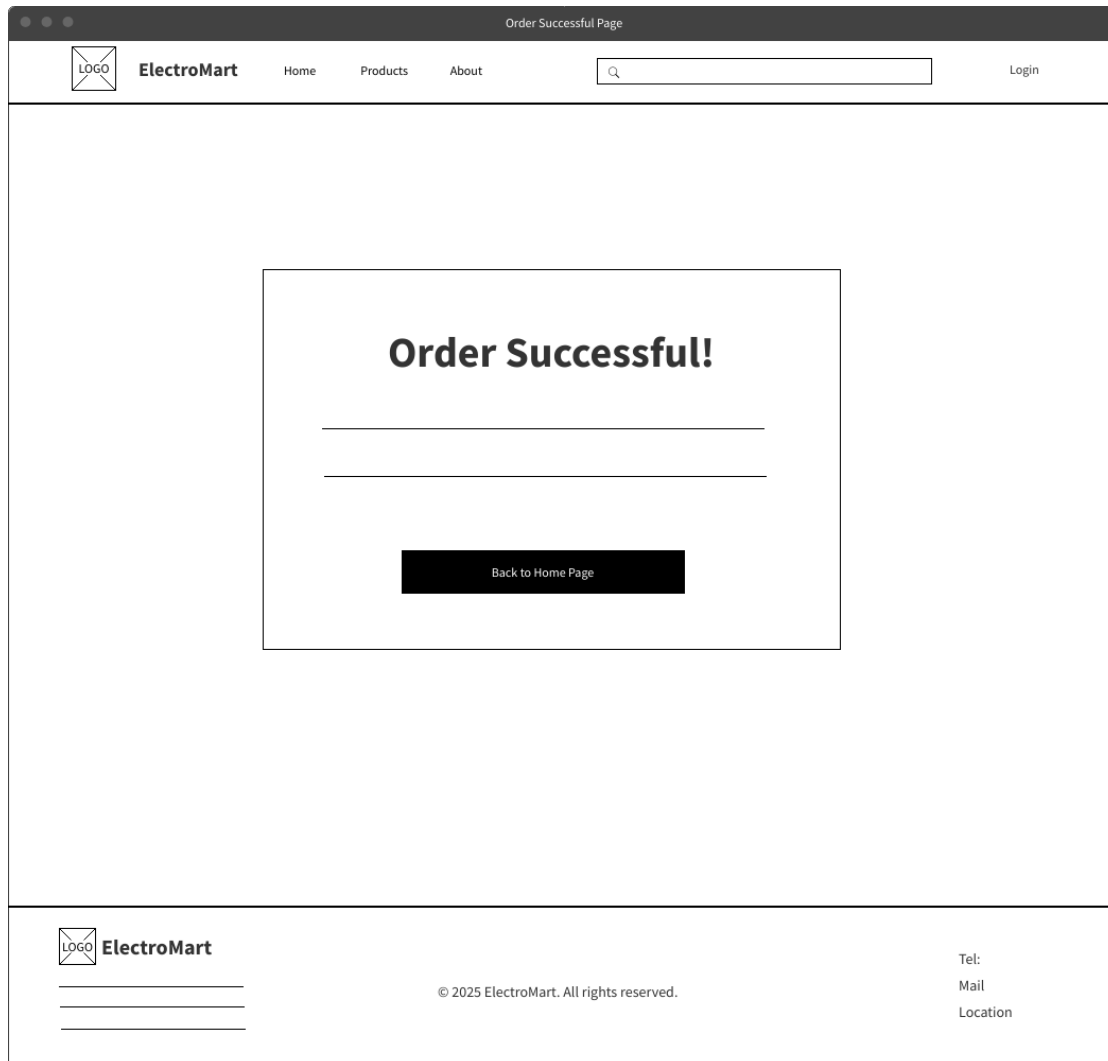 Order Successful Page
LOGO ElectroMart Home Products About Login
Order Successful!
Back to Home Page
LOGO ElectroMart
© 2025 ElectroMart. All rights reserved.
Tel:
Mail
Location